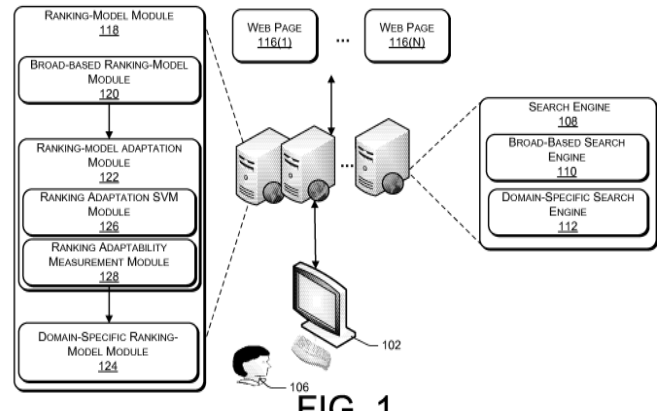 RANKING-MODEL MODULE
118
BROAD-BASED RANKING-MODEL
MODULE
120
RANKING-MODEL ADAPTATION
MODULE
122
RANKING ADAPTATION SVM
MODULE
126
RANKING ADAPTABILITY
MEASUREMENT MODULE
128
DOMAIN-SPECIFIC RANKING-
MODEL MODULE
124
WEB PAGE
116(1)
...
WEB PAGE
116(N)
...
SEARCH ENGINE
108
BROAD-BASED SEARCH
ENGINE
110
DOMAIN-SPECIFIC SEARCH
ENGINE
112
102
106
FIG. 1